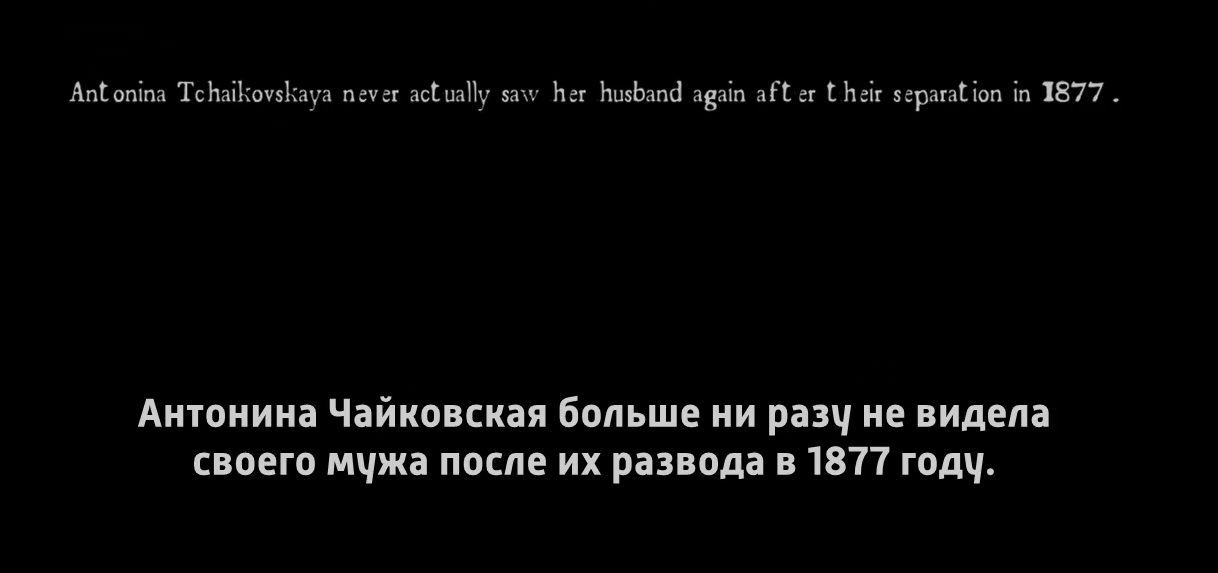 Antonina Tchaikovskaya never actually saw her husband again after their separation in 1877.
Антонина Чайковская больше ни разу не видела
своего мужа после их развода в 1877 году.